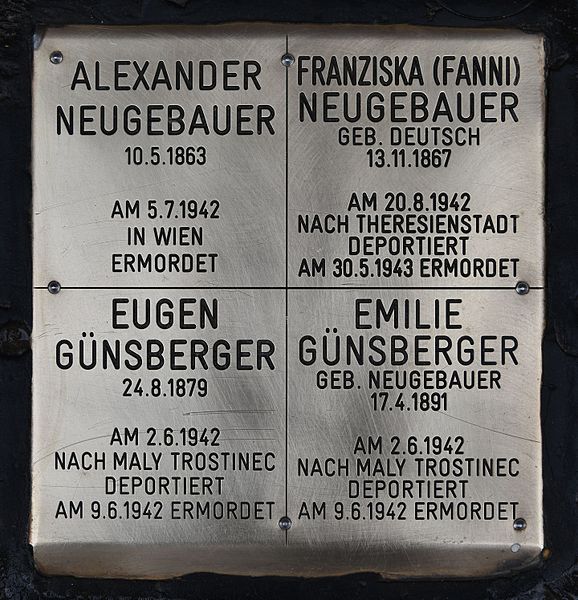 ALEXANDER
NEUGEBAUER
10.5.1863
AM 5.7.1942
IN WIEN
ERMORDET
FRANZISKA (FANNI)
NEUGEBAUER
GEB. DEUTSCH
13.11.1867
AM 20.8.1942
NACH THERESIENSTADT
DEPORTIERT
AM 30.5.1943 ERMORDET
EUGEN
GÜNSBERGER
24.8.1879
AM 2.6.1942
NACH MALY TROSTINEC
DEPORTIERT
AM 9.6.1942 ERMORDET
EMILIE
GÜNSBERGER
GEB. NEUGEBAUER
17.4.1891
AM 2.6.1942
NACH MALY TROSTINEC
DEPORTIERT
AM 9.6.1942 ERMORDET